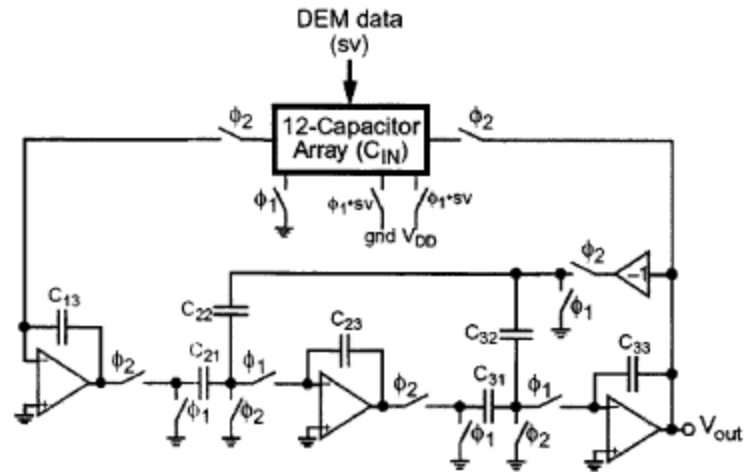 DEM data
(sv)
ϕ2
12-Capacitor
Array (CIN)
ϕ2
ϕ1
ϕ1•sv
ϕ1•sv
gnd VDD
ϕ2
-1
ϕ1
C13
C22
C23
C32
C33
ϕ2
C21
ϕ1
ϕ2
C31
ϕ1
ϕ1
ϕ2
ϕ1
ϕ2
Vout